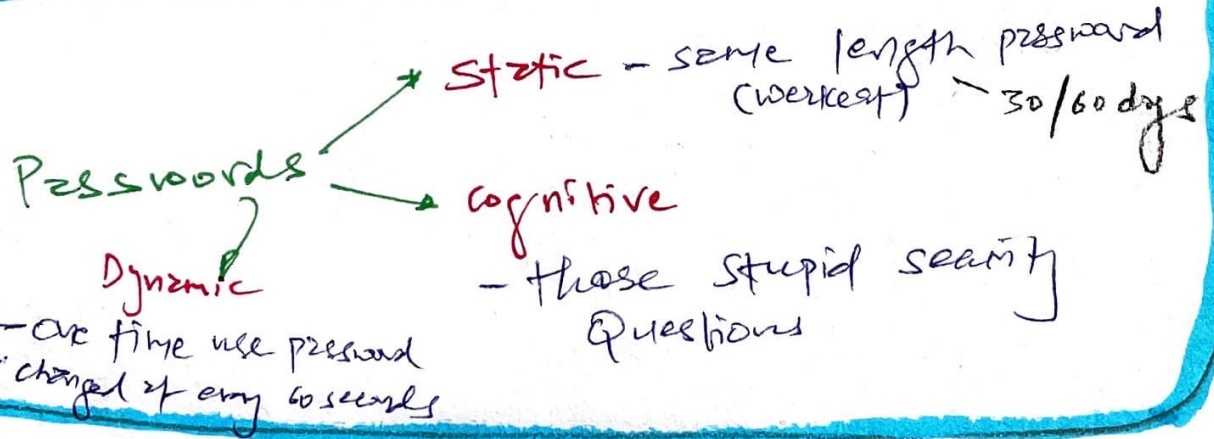 Static - same length password
(weakest) - 30/60 days
Passwords
cognitive
- those stupid security
Questions
Dynamic
- one time use password
changed at every 60 seconds